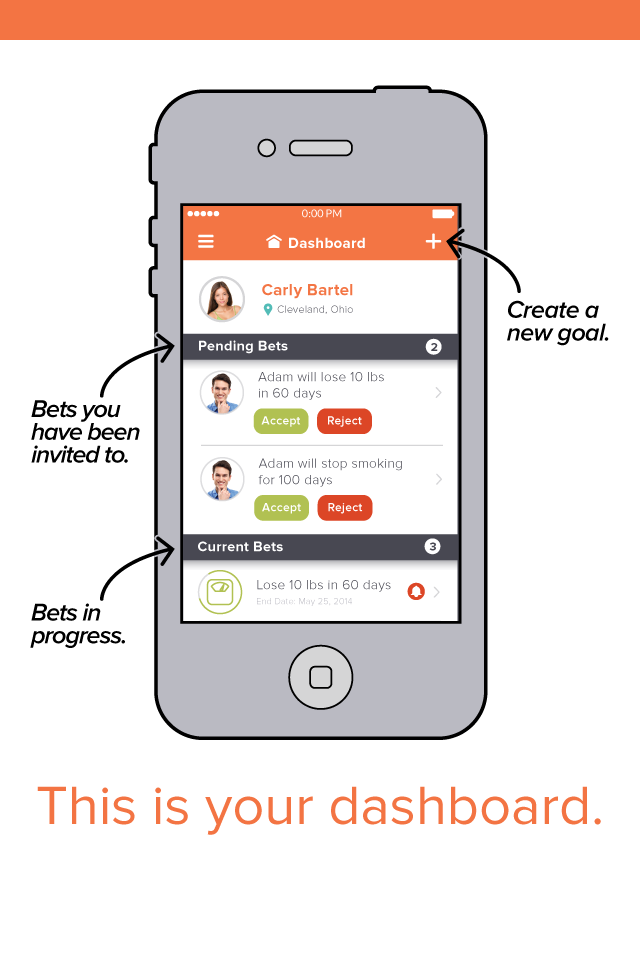 0:00 PM
Dashboard
Carly Bartel
Cleveland, Ohio
Create a
new goal.
Pending Bets 2
Adam will lose 10 lbs
in 60 days
Accept Reject
Bets you
have been
invited to.
Adam will stop smoking
for 100 days
Accept Reject
Current Bets 3
Lose 10 lbs in 60 days
End Date: May 25, 2014
Bets in
progress.
This is your dashboard.